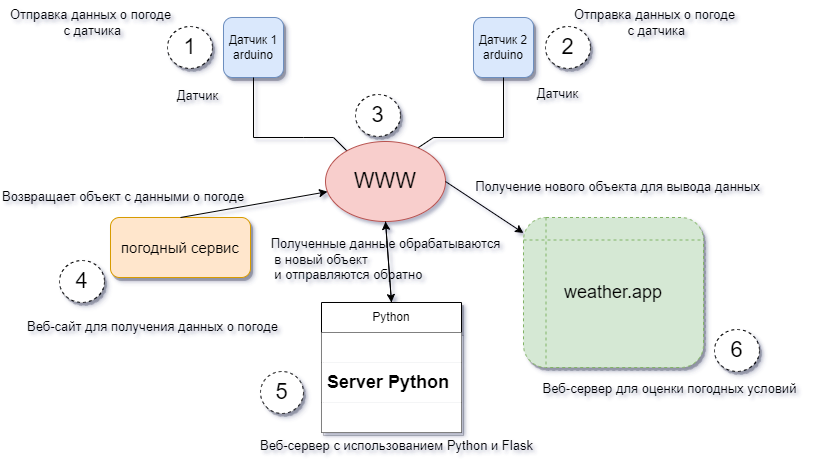 Отправка данных о погоде
с датчика
1
Датчик 1
arduino
Датчик
Отправка данных о погоде
с датчика
2
Датчик 2
arduino
Датчик
3
WWW
Возвращает объект с данными о погоде
погодный сервис
4
Веб-сайт для получения данных о погоде
Полученные данные обрабатываются
в новый объект
и отправляются обратно
Получение нового объекта для вывода данных
weather.app
6
Веб-сервер для оценки погодных условий
Python
Server Python
5
Веб-сервер с использованием Python и Flask